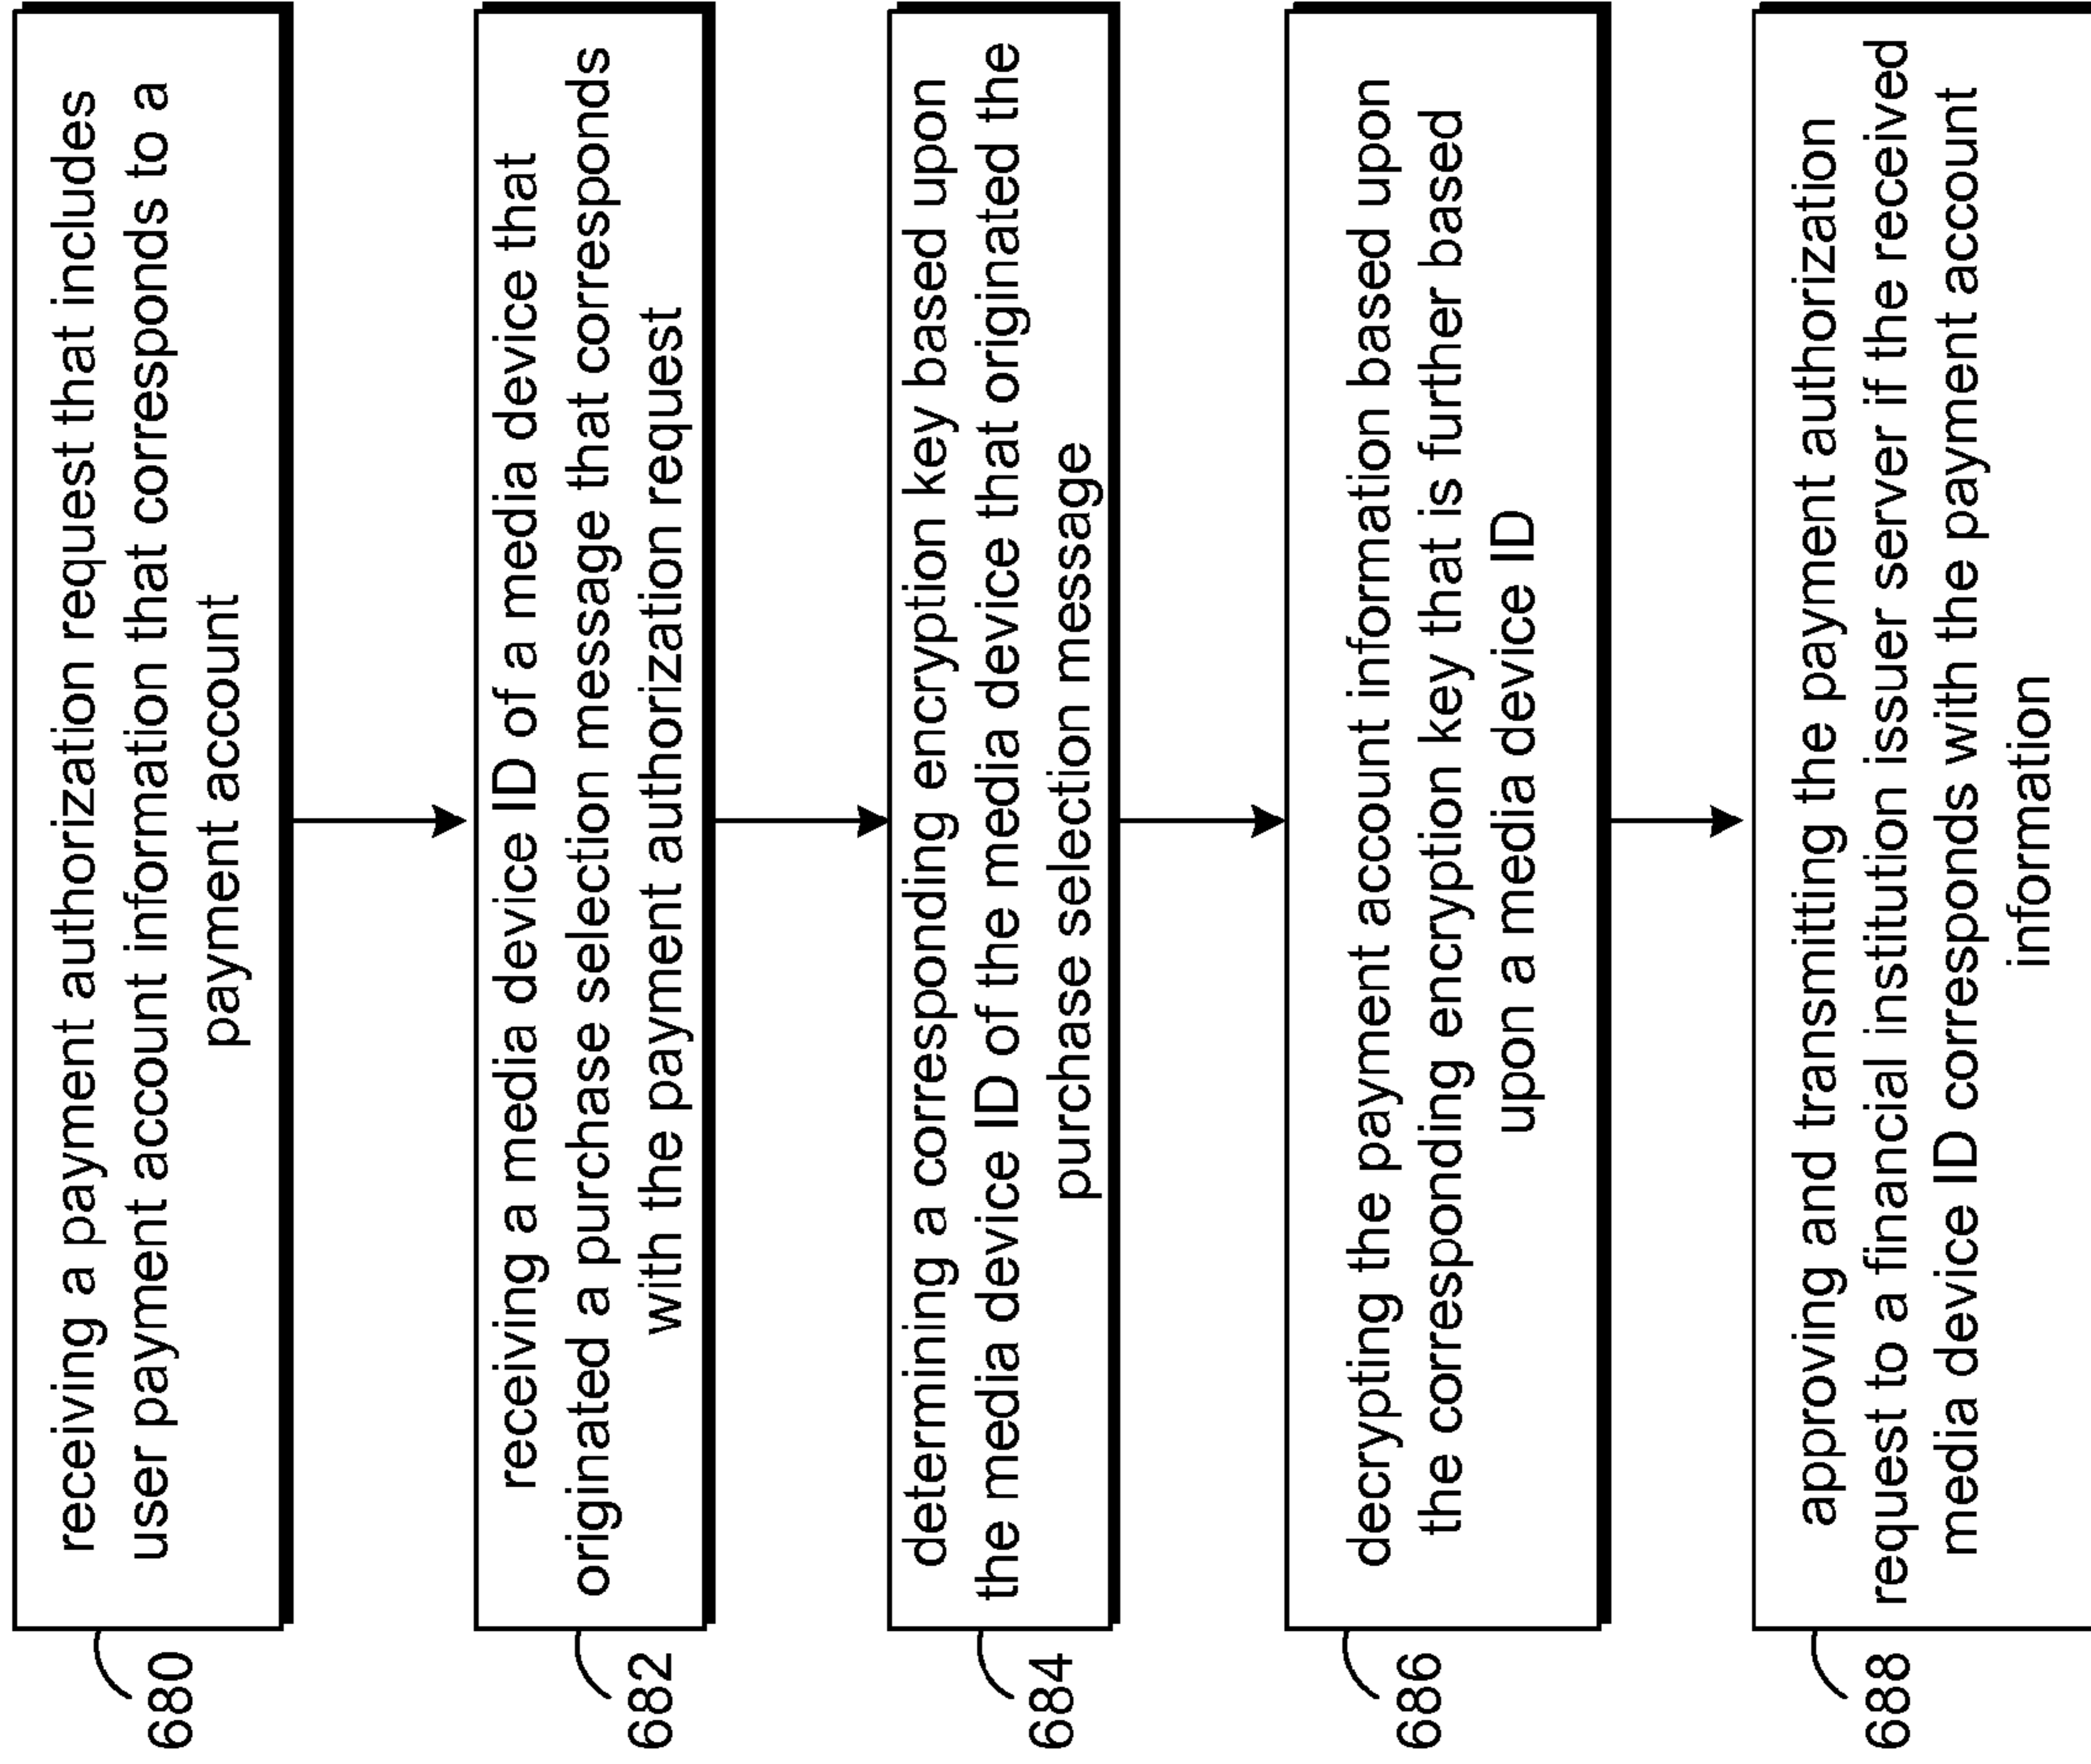 receiving a payment authorization request that includes
user payment account information that corresponds to a
payment account
680
receiving a media device ID of a media device that
originated a purchase selection message that corresponds
with the payment authorization request
682
determining a corresponding encryption key based upon
the media device ID of the media device that originated the
purchase selection message
684
decrypting the payment account information based upon
the corresponding encryption key that is further based
upon a media device ID
686
approving and transmitting the payment authorization
request to a financial institution issuer server if the received
media device ID corresponds with the payment account
information
688